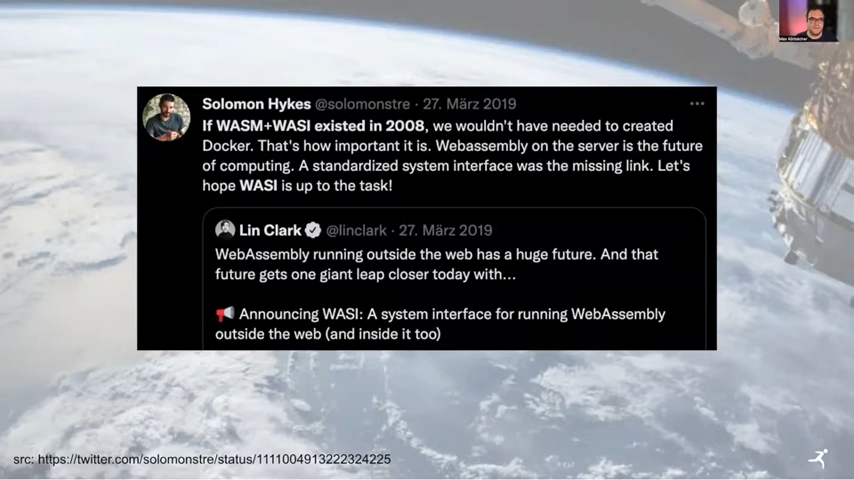 Max Körbächer
Solomon Hykes @solomonstre · 27. März 2019
If WASM+WASI existed in 2008, we wouldn't have needed to created
Docker. That's how important it is. Webassembly on the server is the future
of computing. A standardized system interface was the missing link. Let's
hope WASI is up to the task!
Lin Clark @linclark · 27. März 2019
WebAssembly running outside the web has a huge future. And that
future gets one giant leap closer today with...
📢 Announcing WASI: A system interface for running WebAssembly
outside the web (and inside it too)
src: https://twitter.com/solomonstre/status/1111004913222324225